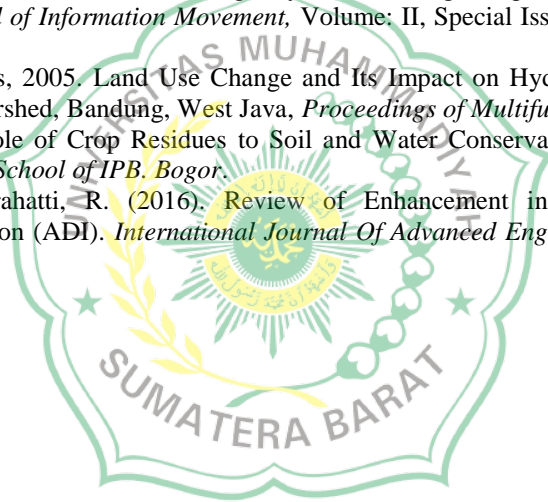 l of Information Movement, Volume: II, Special Iss
s, 2005. Land Use Change and Its Impact on Hyd
rshed, Bandung, West Java, Proceedings of Multifu
ole of Crop Residues to Soil and Water Conserva
School of IPB. Bogor.
rahatti, R. (2016). Review of Enhancement in
on (ADI). International Journal Of Advanced Eng
UNIVERSITAS MUHAMMADIYAH
SUMATERA BARAT